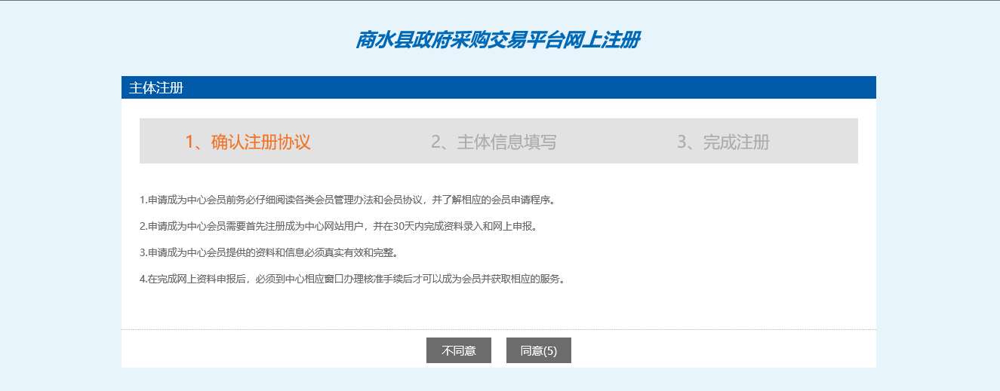 商水县政府采购交易平台网上注册
主体注册
1、确认注册协议 2、主体信息填写 3、完成注册
1.申请成为中心会员前务必仔细阅读各类会员管理办法和会员协议，并了解相应的会员申请程序。
2.申请成为中心会员需要首先注册成为中心网站用户，并在30天内完成资料录入和网上申报。
3.申请成为中心会员提供的资料和信息必须真实有效和完整。
4.在完成网上资料申报后，必须到中心相应窗口办理核准手续后才可以成为会员并获取相应的服务。
不同意 同意(5)